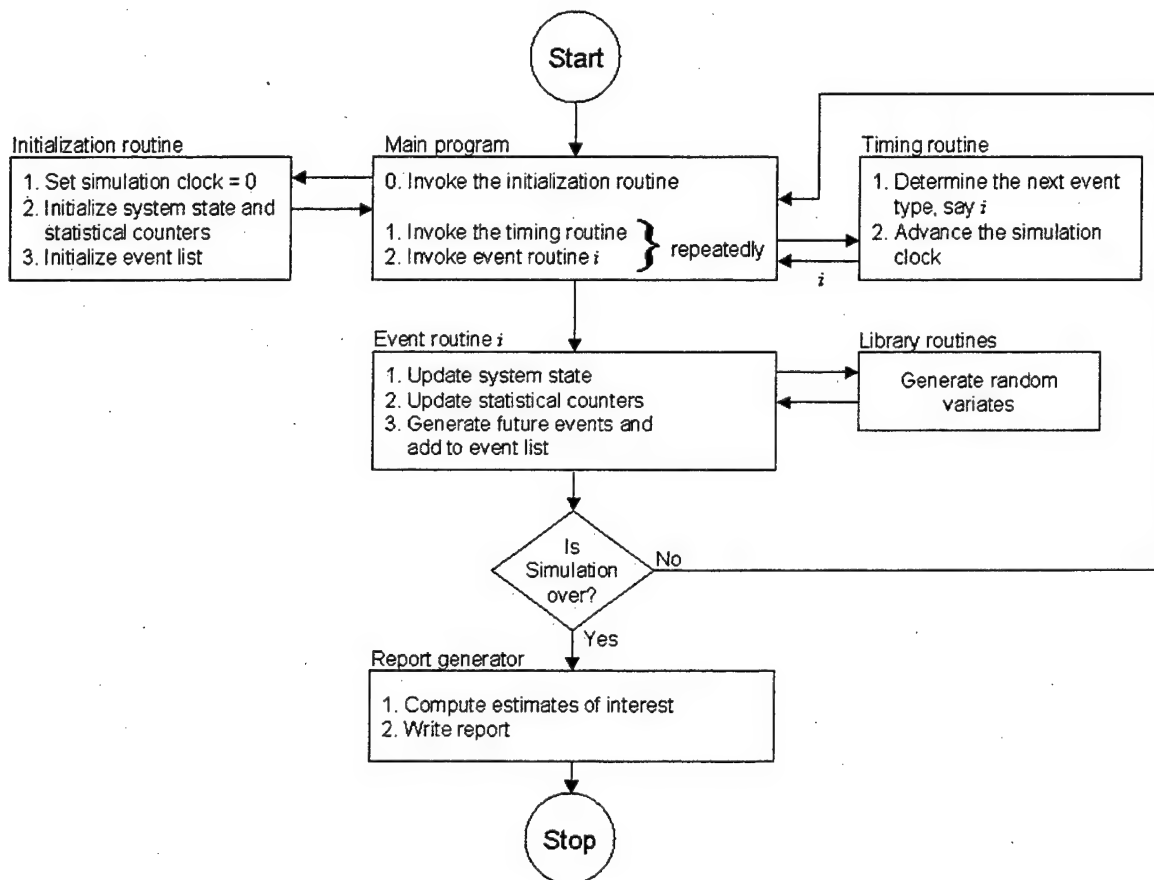 Start
Initialization routine
1. Set simulation clock = 0
2. Initialize system state and
statistical counters
3. Initialize event list
Main program
0. Invoke the initialization routine
1. Invoke the timing routine
2. Invoke event routine i
} repeatedly
Timing routine
1. Determine the next event
type, say i
2. Advance the simulation
clock
i
Event routine i
1. Update system state
2. Update statistical counters
3. Generate future events and
add to event list
Library routines
Generate random
variates
Is
Simulation
over?
No
Yes
Report generator
1. Compute estimates of interest
2. Write report
Stop